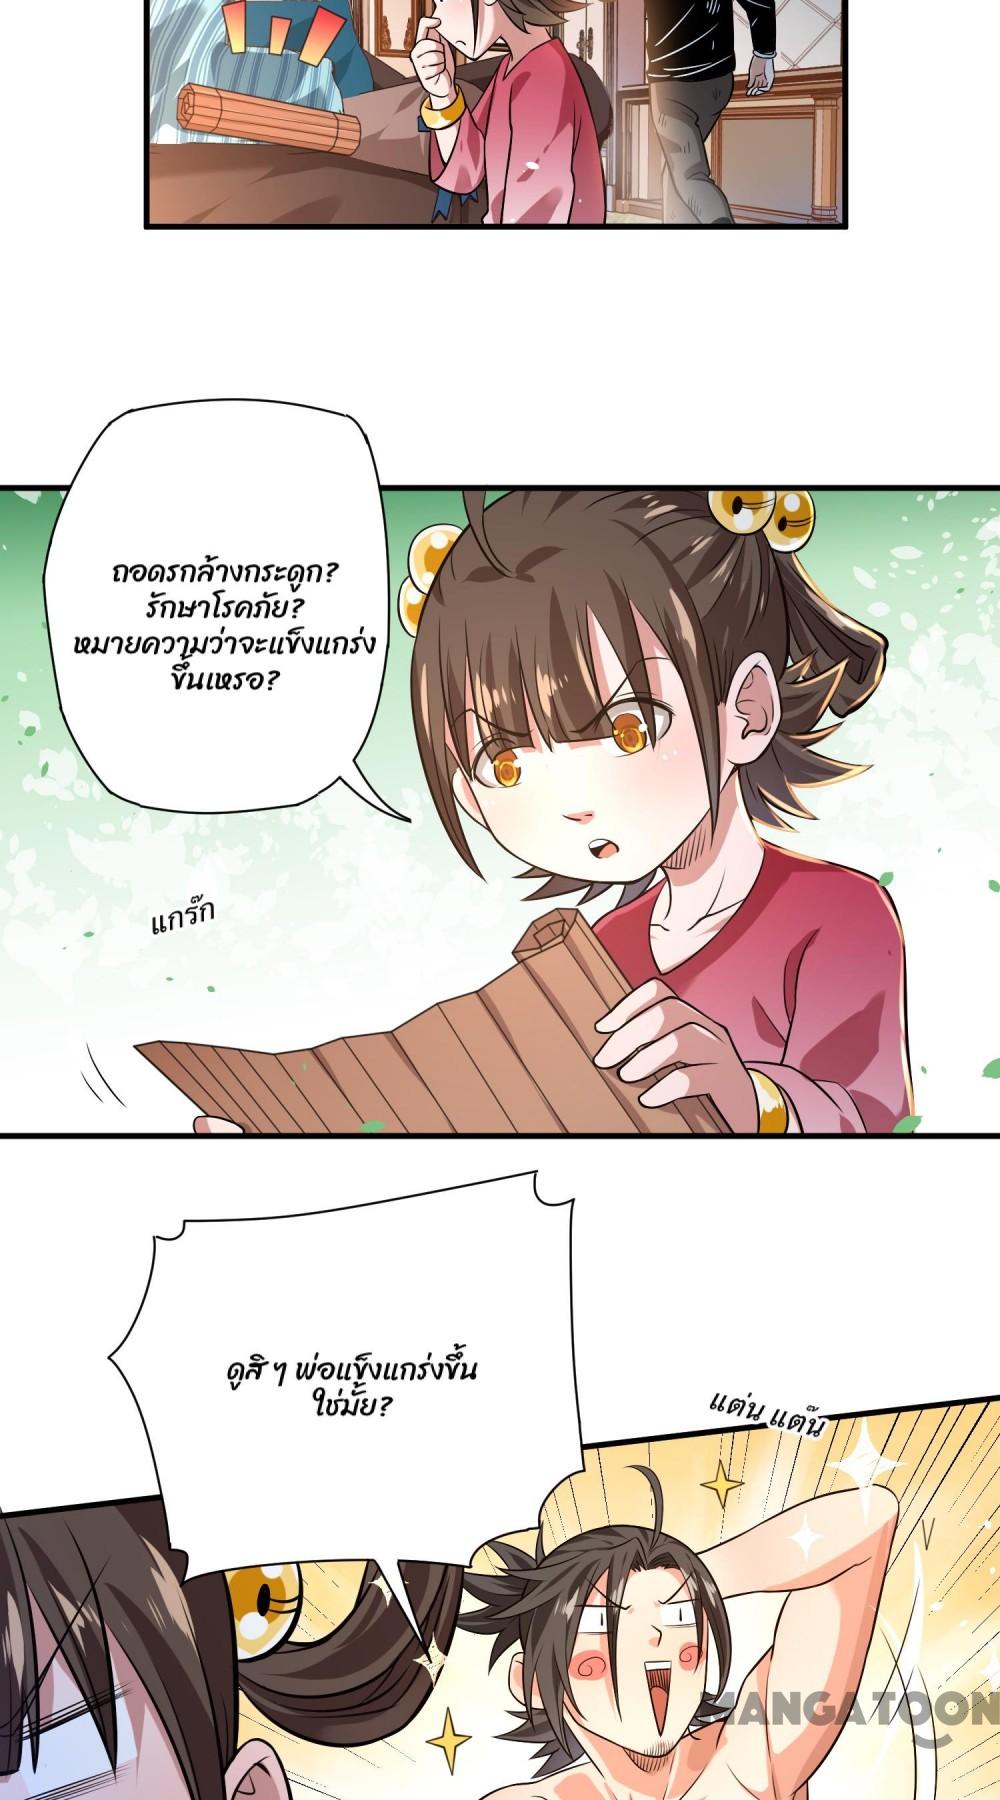 ถอดรกล้างกระดูก?
รักษาโรคภัย?
หมายความว่าจะแข็งแกร่ง
ขึ้นเหรอ?
แกร๊ก
ดูสิ ๆ พ่อแข็งแกร่งขึ้น
ใช่มั้ย?
แต่น แต๊น
MANGATOON